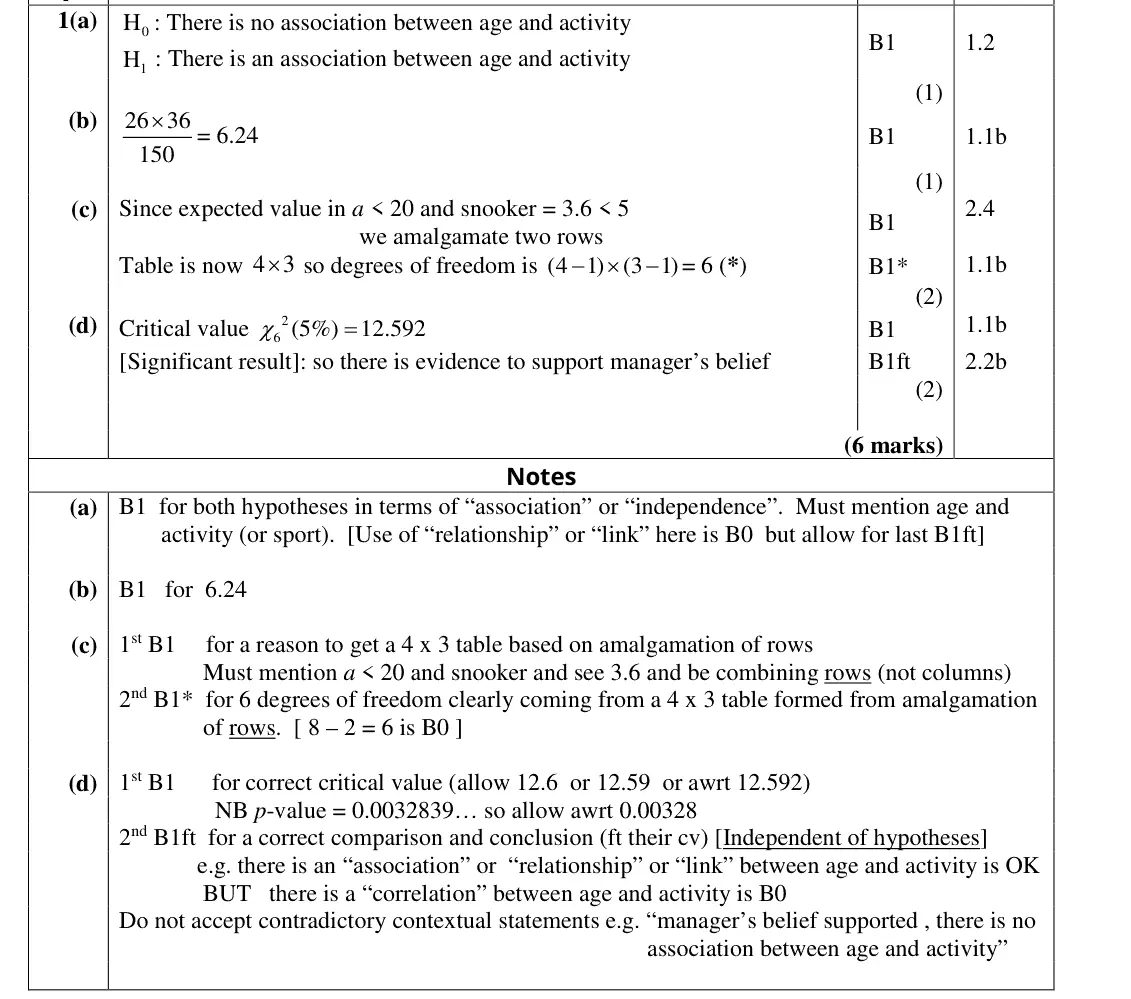 1(a) H₀ : There is no association between age and activity
H₁ : There is an association between age and activity
B1 1.2
(1)
(b) 26×36/150 = 6.24 B1 1.1b
(1)
(c) Since expected value in a < 20 and snooker = 3.6 < 5
we amalgamate two rows B1 2.4
Table is now 4×3 so degrees of freedom is (4−1)×(3−1)= 6 (*) B1* 1.1b
(2)
(d) Critical value χ₆²(5%) =12.592 B1 1.1b
[Significant result]: so there is evidence to support manager’s belief B1ft 2.2b
(2)
(6 marks)
Notes
(a) B1 for both hypotheses in terms of “association” or “independence”. Must mention age and
activity (or sport). [Use of “relationship” or “link” here is B0 but allow for last B1ft]
(b) B1 for 6.24
(c) 1st B1 for a reason to get a 4 x 3 table based on amalgamation of rows
Must mention a < 20 and snooker and see 3.6 and be combining rows (not columns)
2nd B1* for 6 degrees of freedom clearly coming from a 4 x 3 table formed from amalgamation
of rows. [ 8 – 2 = 6 is B0 ]
(d) 1st B1 for correct critical value (allow 12.6 or 12.59 or awrt 12.592)
NB p-value = 0.0032839… so allow awrt 0.00328
2nd B1ft for a correct comparison and conclusion (ft their cv) [Independent of hypotheses]
e.g. there is an “association” or “relationship” or “link” between age and activity is OK
BUT there is a “correlation” between age and activity is B0
Do not accept contradictory contextual statements e.g. “manager’s belief supported , there is no
association between age and activity”